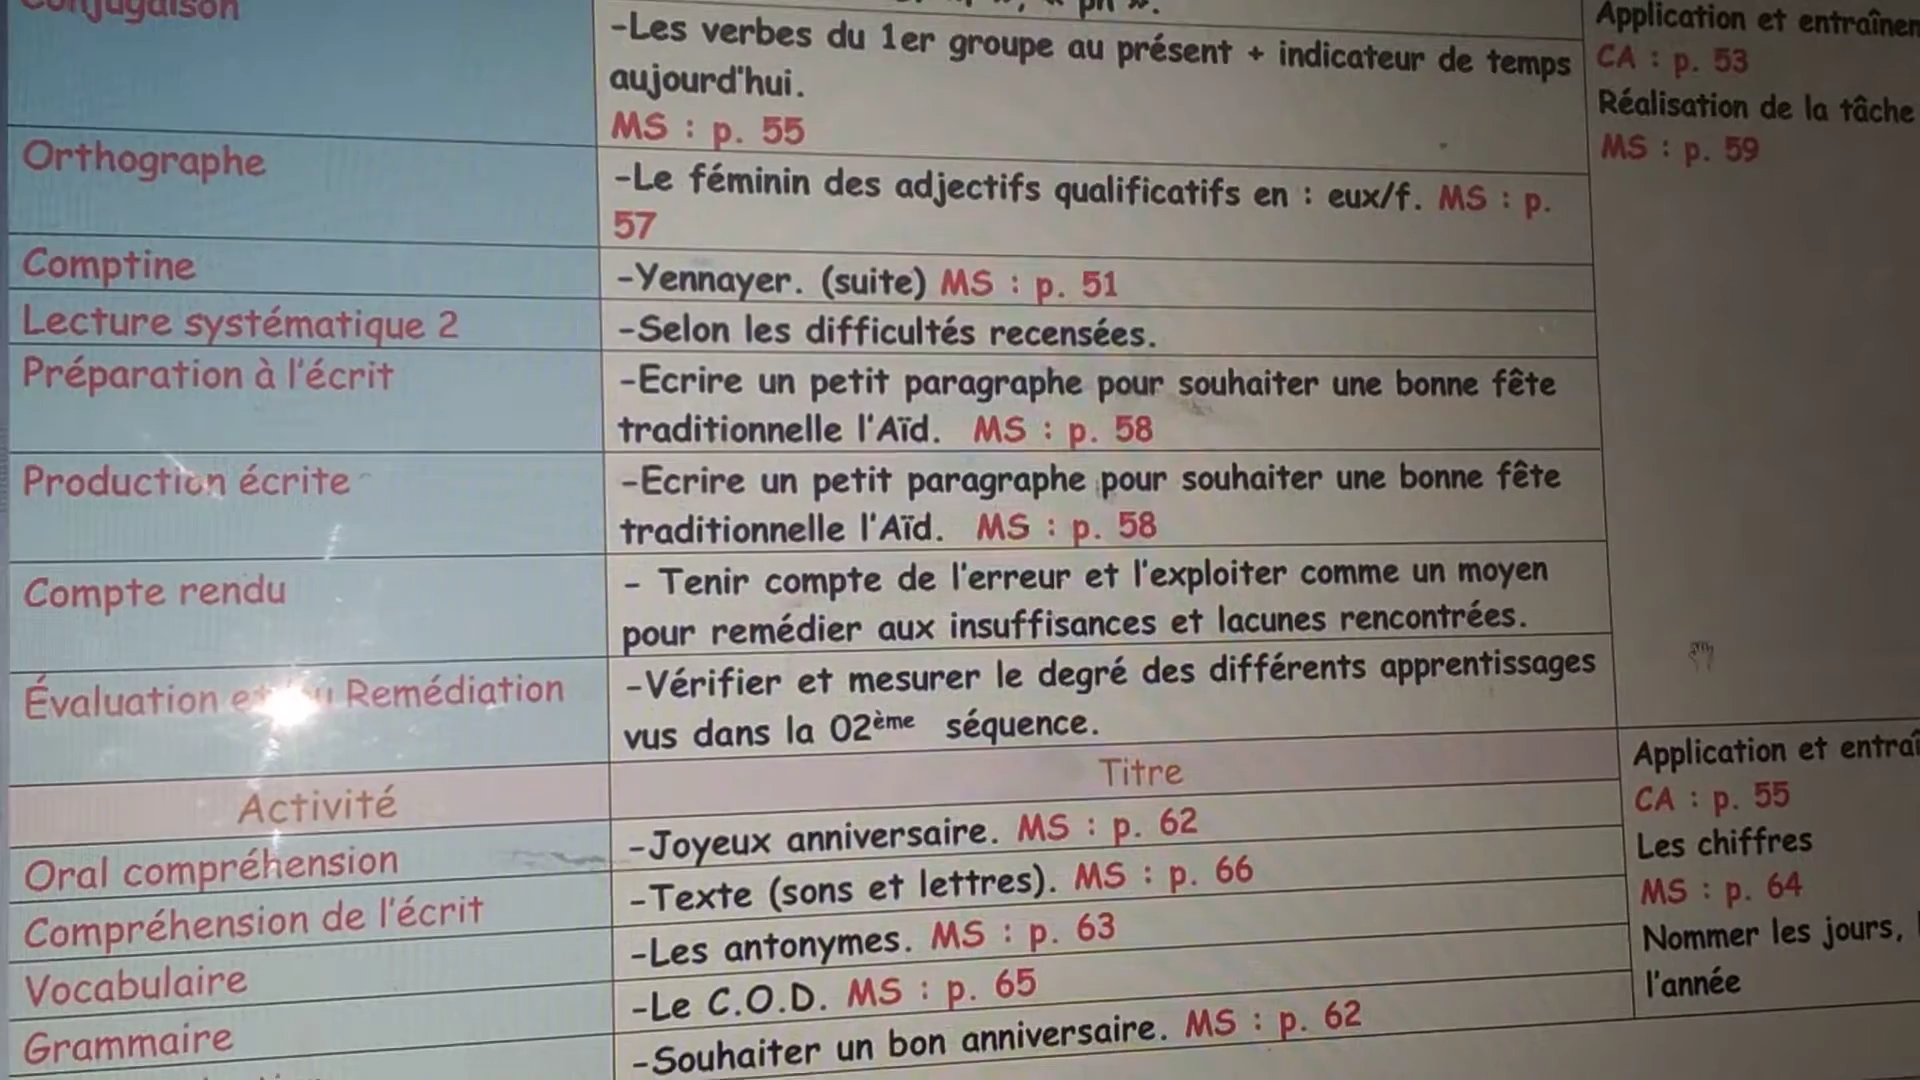 Conjugaison
-Les verbes du 1er groupe au présent + indicateur de temps
aujourd'hui.
MS : p. 55
Orthographe
-Le féminin des adjectifs qualificatifs en : eux/f. MS : p.
57
Comptine
-Yennayer. (suite) MS : p. 51
Lecture systématique 2
-Selon les difficultés recensées.
Préparation à l'écrit
-Ecrire un petit paragraphe pour souhaiter une bonne fête
traditionnelle l'Aïd. MS : p. 58
Production écrite
-Ecrire un petit paragraphe pour souhaiter une bonne fête
traditionnelle l'Aïd. MS : p. 58
Compte rendu
- Tenir compte de l'erreur et l'exploiter comme un moyen
pour remédier aux insuffisances et lacunes rencontrées.
Évaluation Remédiation
-Vérifier et mesurer le degré des différents apprentissages
vus dans la 02ème séquence.
Application et
CA : p. 53
Réalisation de la tâche
MS : p. 59
Activité
Titre
Oral compréhension
-Joyeux anniversaire. MS : p. 62
Compréhension de l'écrit
-Texte (sons et lettres). MS : p. 66
Vocabulaire
-Les antonymes. MS : p. 63
Grammaire
-Le C.O.D. MS : p. 65
-Souhaiter un bon anniversaire. MS : p. 62
Application et
CA : p. 55
Les chiffres
MS : p. 64
Nommer les jours,
l'année